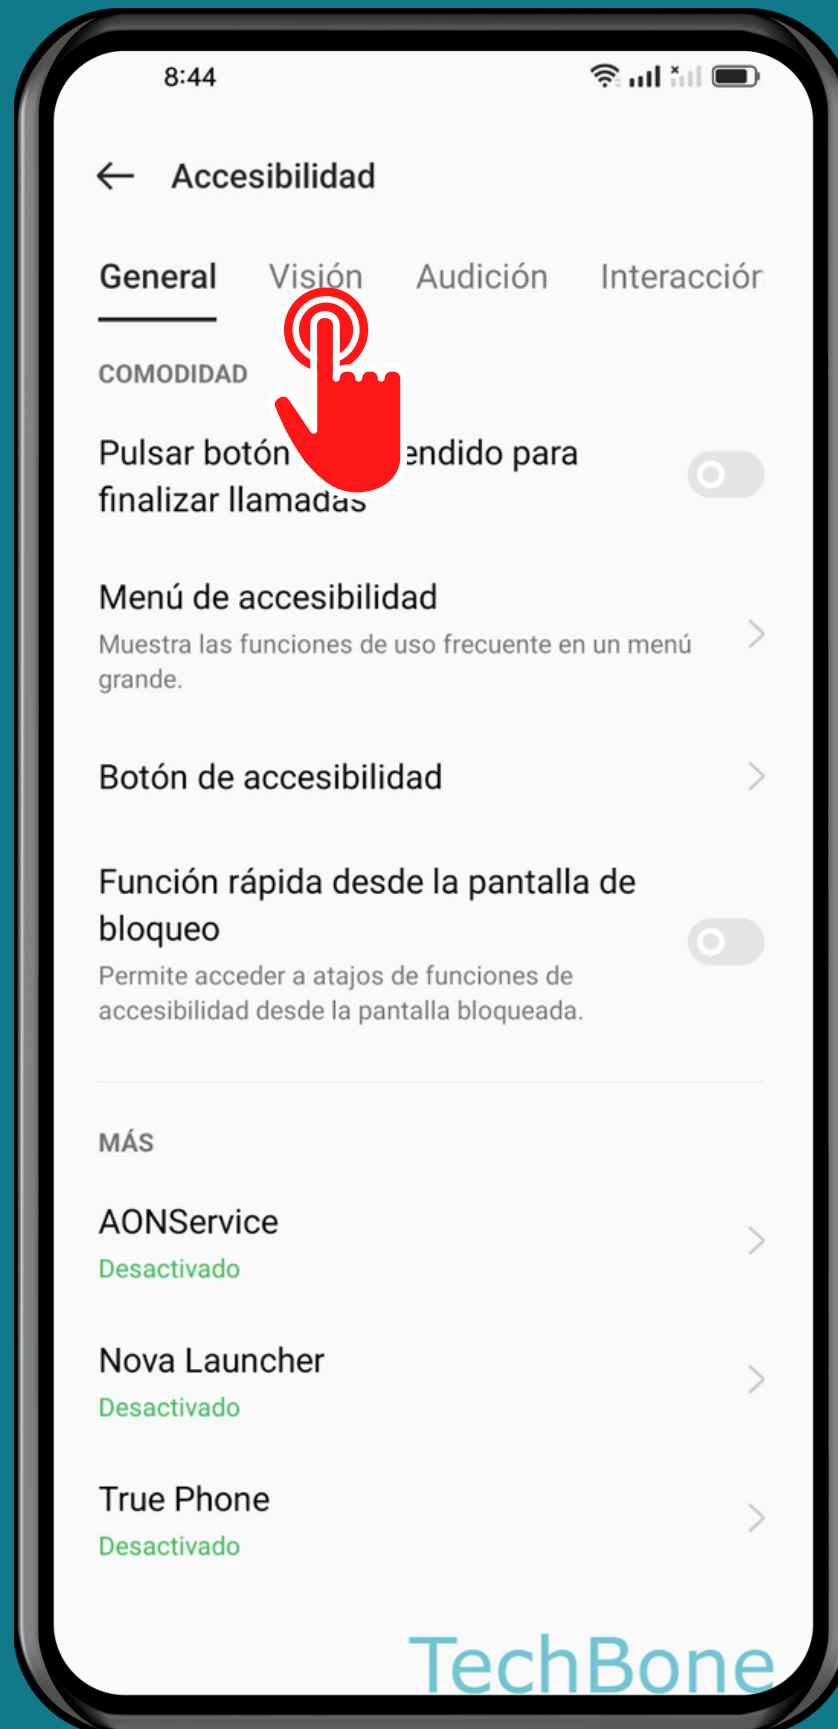 8:44
Accesibilidad
General Visión Audición Interacción
COMODIDAD
Pulsar botón endido para
finalizar llamadas
Menú de accesibilidad
Muestra las funciones de uso frecuente en un menú
grande.
Botón de accesibilidad
Función rápida desde la pantalla de
bloqueo
Permite acceder a atajos de funciones de
accesibilidad desde la pantalla bloqueada.
MÁS
AONService
Desactivado
Nova Launcher
Desactivado
True Phone
Desactivado
TechBone